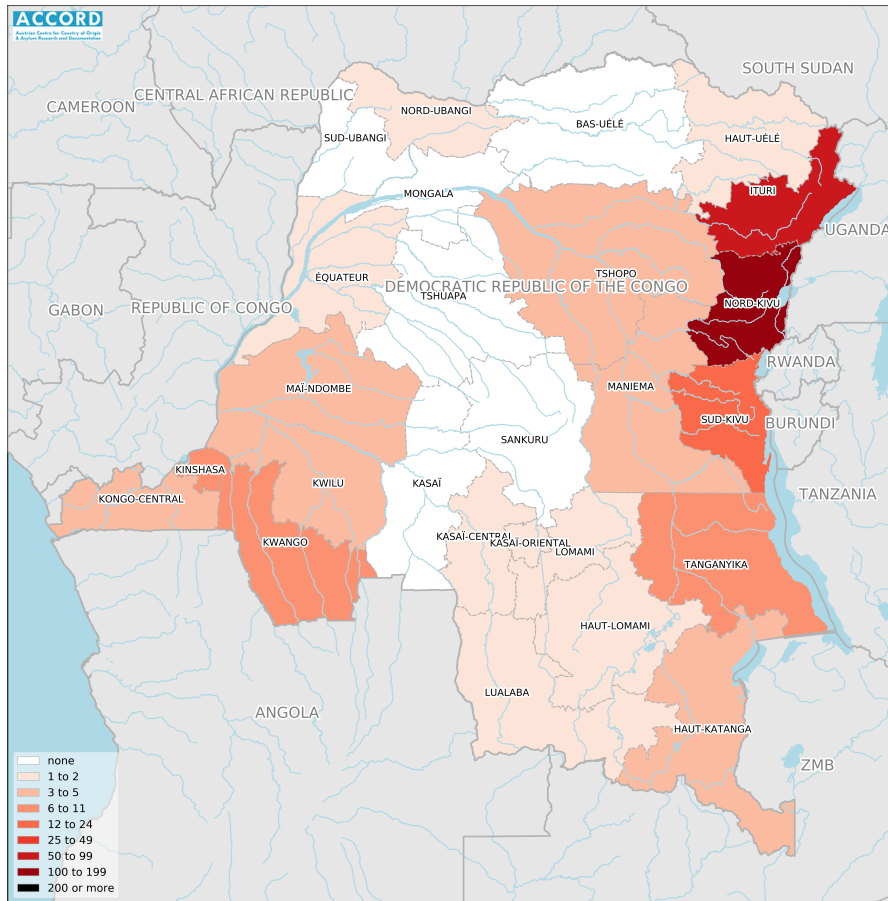 ACCORD
Austrian Centre for Country of Origin
& Asylum Research and Documentation
SOUTH SUDAN
CENTRAL AFRICAN REPUBLIC
CAMEROON
NORD-UBANGI
BAS-UÉLÉ
SUD-UBANGI
HAUT-UÉLÉ
ITURI
MONGALA
UGANDA
TSHOPO
ÉQUATEUR
DEMOCRATIC REPUBLIC OF THE CONGO
TSHUAPA
NORD-KIVU
GABON
REPUBLIC OF CONGO
RWANDA
MAÏ-NDOMBE
MANIEMA
SUD-KIVU
BURUNDI
SANKURU
KINSHASA
KWILU
KASAÏ
TANZANIA
KONGO-CENTRAL
KASAÏ-CENTRAL
KWANGO
KASAÏ-ORIENTAL
LOMAMI
TANGANYIKA
HAUT-LOMAMI
LUALABA
ANGOLA
HAUT-KATANGA
ZMB
none
1 to 2
3 to 5
6 to 11
12 to 24
25 to 49
50 to 99
100 to 199
200 or more